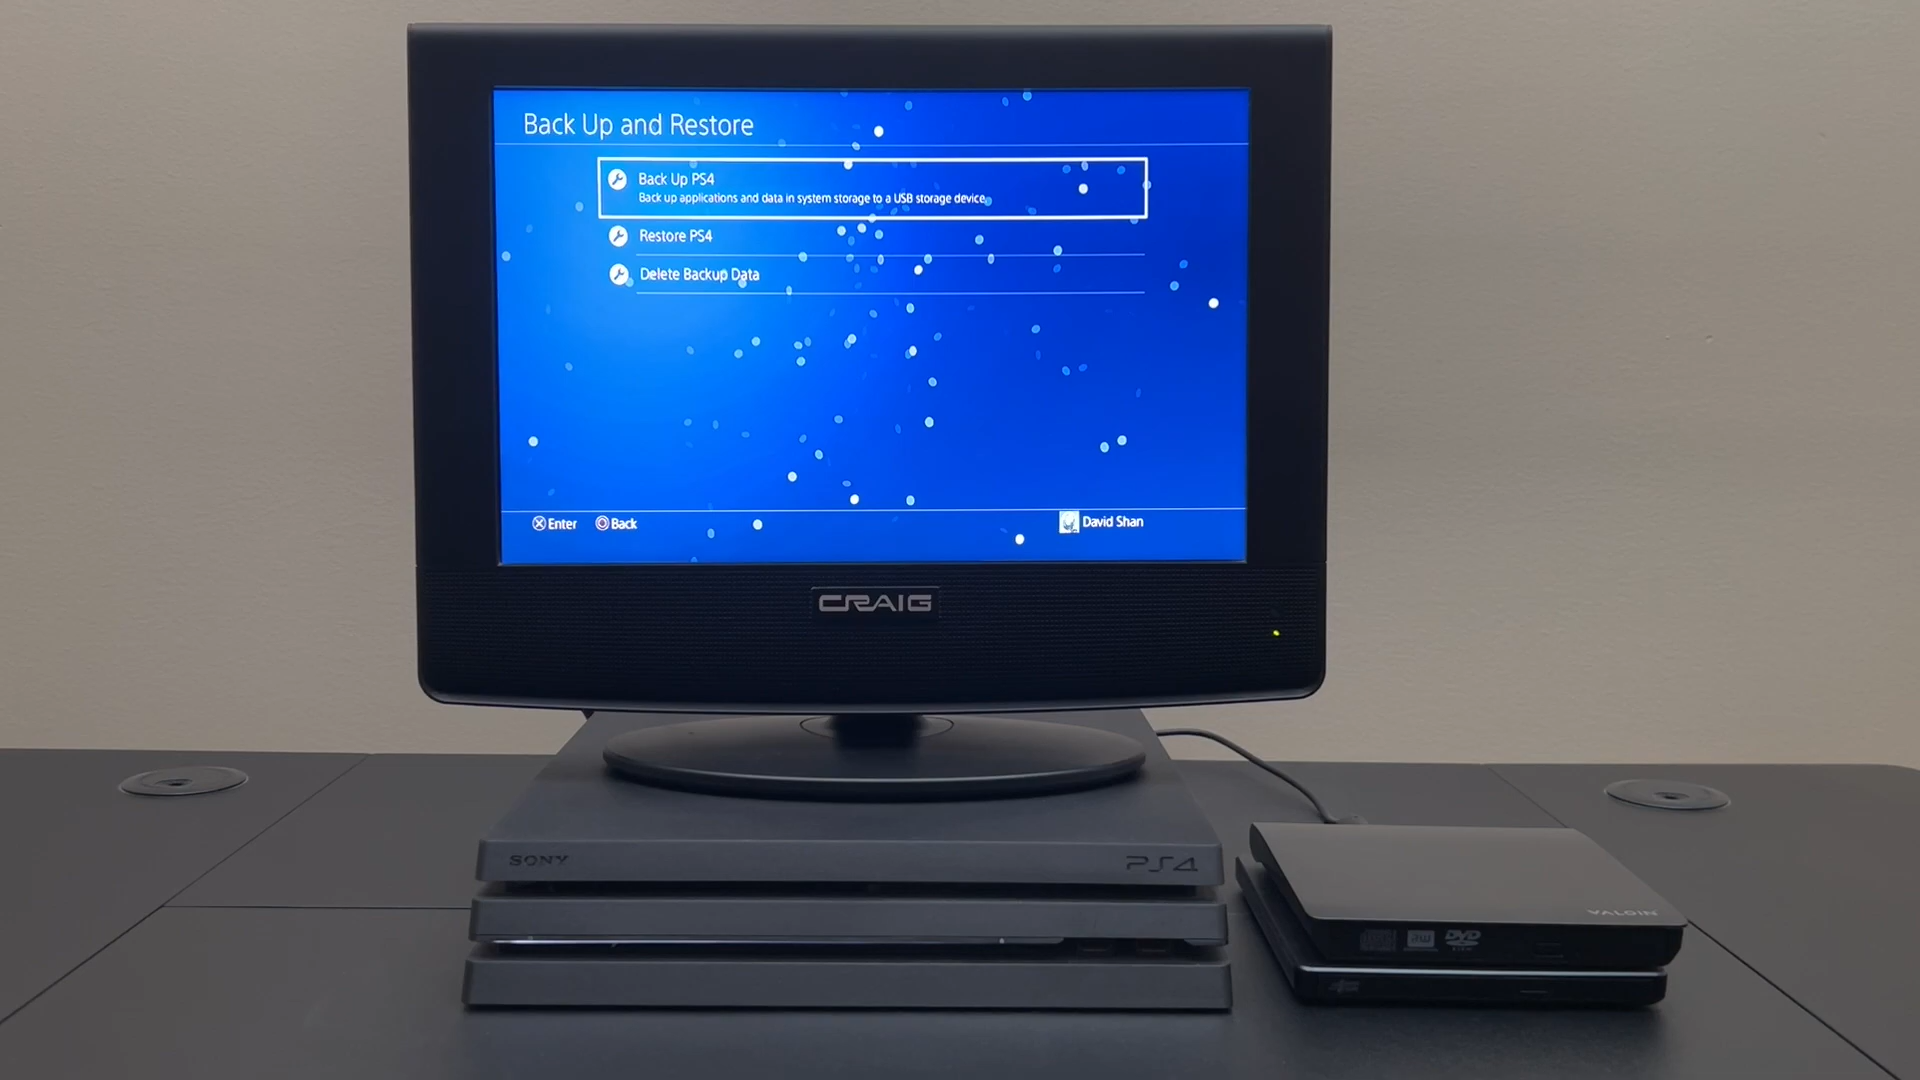 Back Up and Restore
Back Up PS4
Back up applications and data in system storage to a USB storage device.
Restore PS4
Delete Backup Data
Enter Back David Shan
CRAIG
SONY PS4
VALOIN
DVD